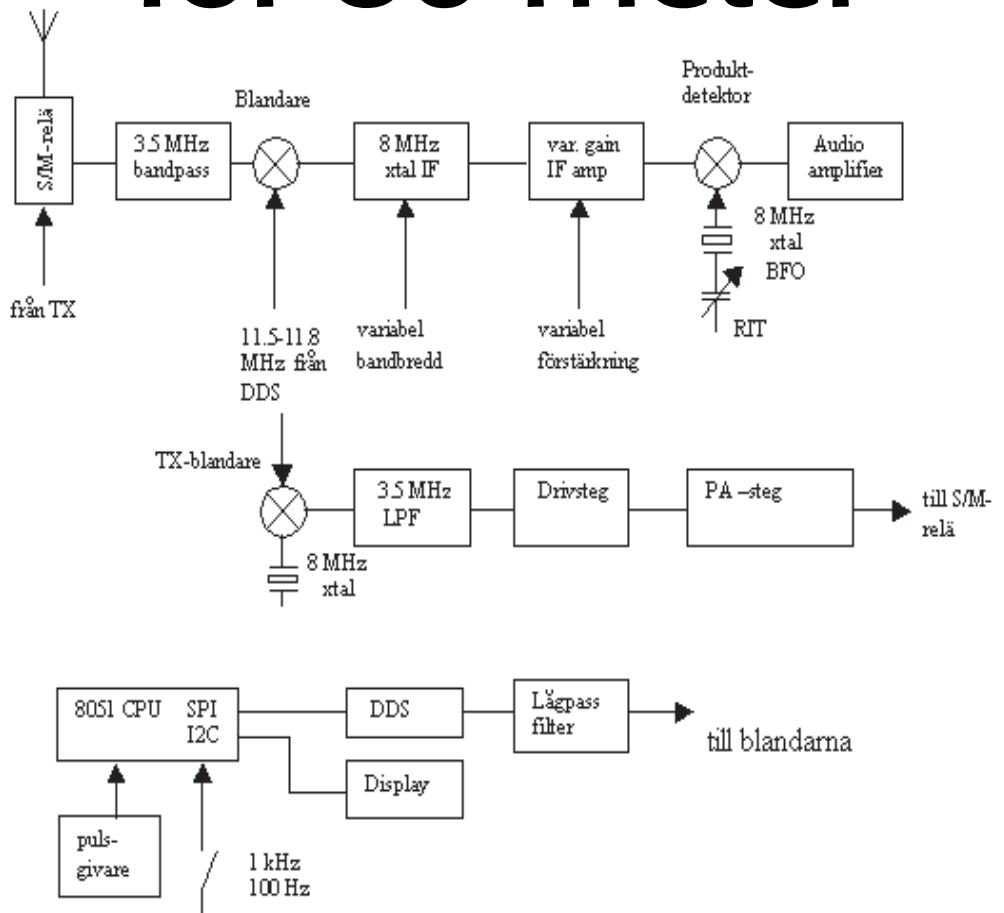 för 80 meter
S/M-relä
3.5 MHz
bandpass
Blandare
8 MHz
xtal IF
var. gain
IF amp
Produkt-
detektor
Audio
amplifier
8 MHz
xtal
BFO
RIT
från TX
11.5-11.8
MHz från
DDS
variabel
bandbredd
variabel
förstärkning
TX-blandare
8 MHz
xtal
3.5 MHz
LPF
Drivsteg
PA –steg
till S/M-
relä
8051 CPU SPI
I2C
DDS
Lågpass
filter
till blandarna
Display
puls-
givare
1 kHz
100 Hz